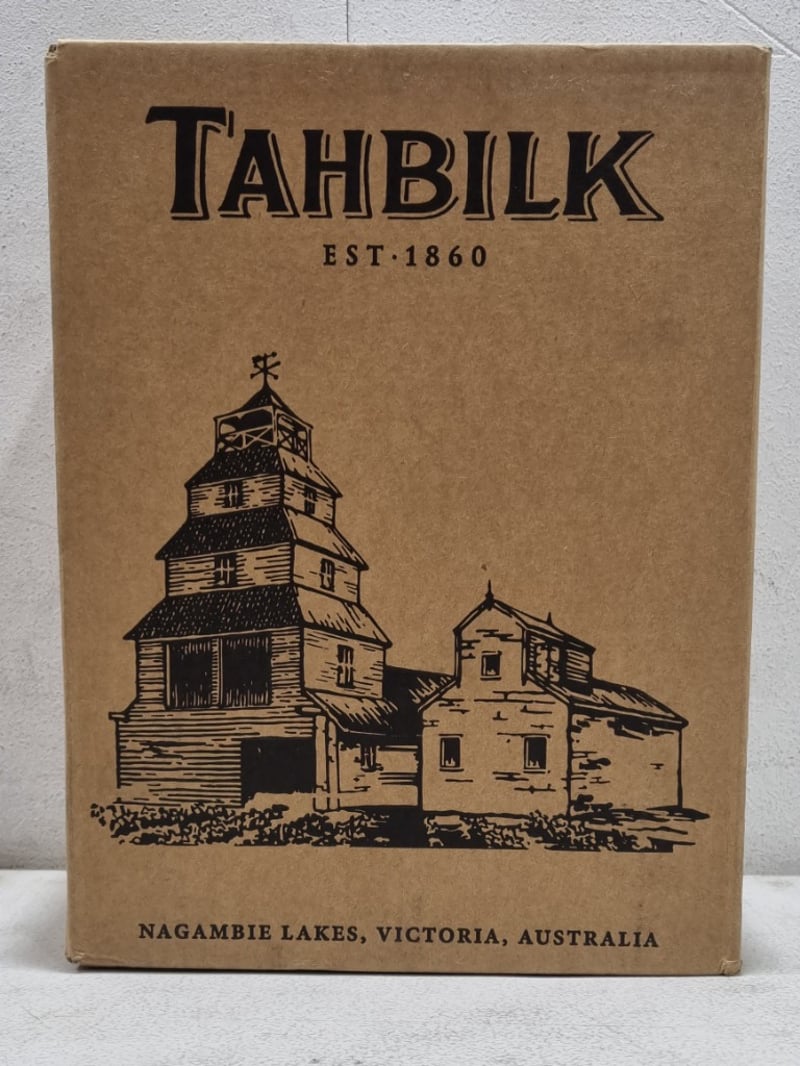 TAHBILK
EST·1860
NAGAMBIE LAKES, VICTORIA, AUSTRALIA